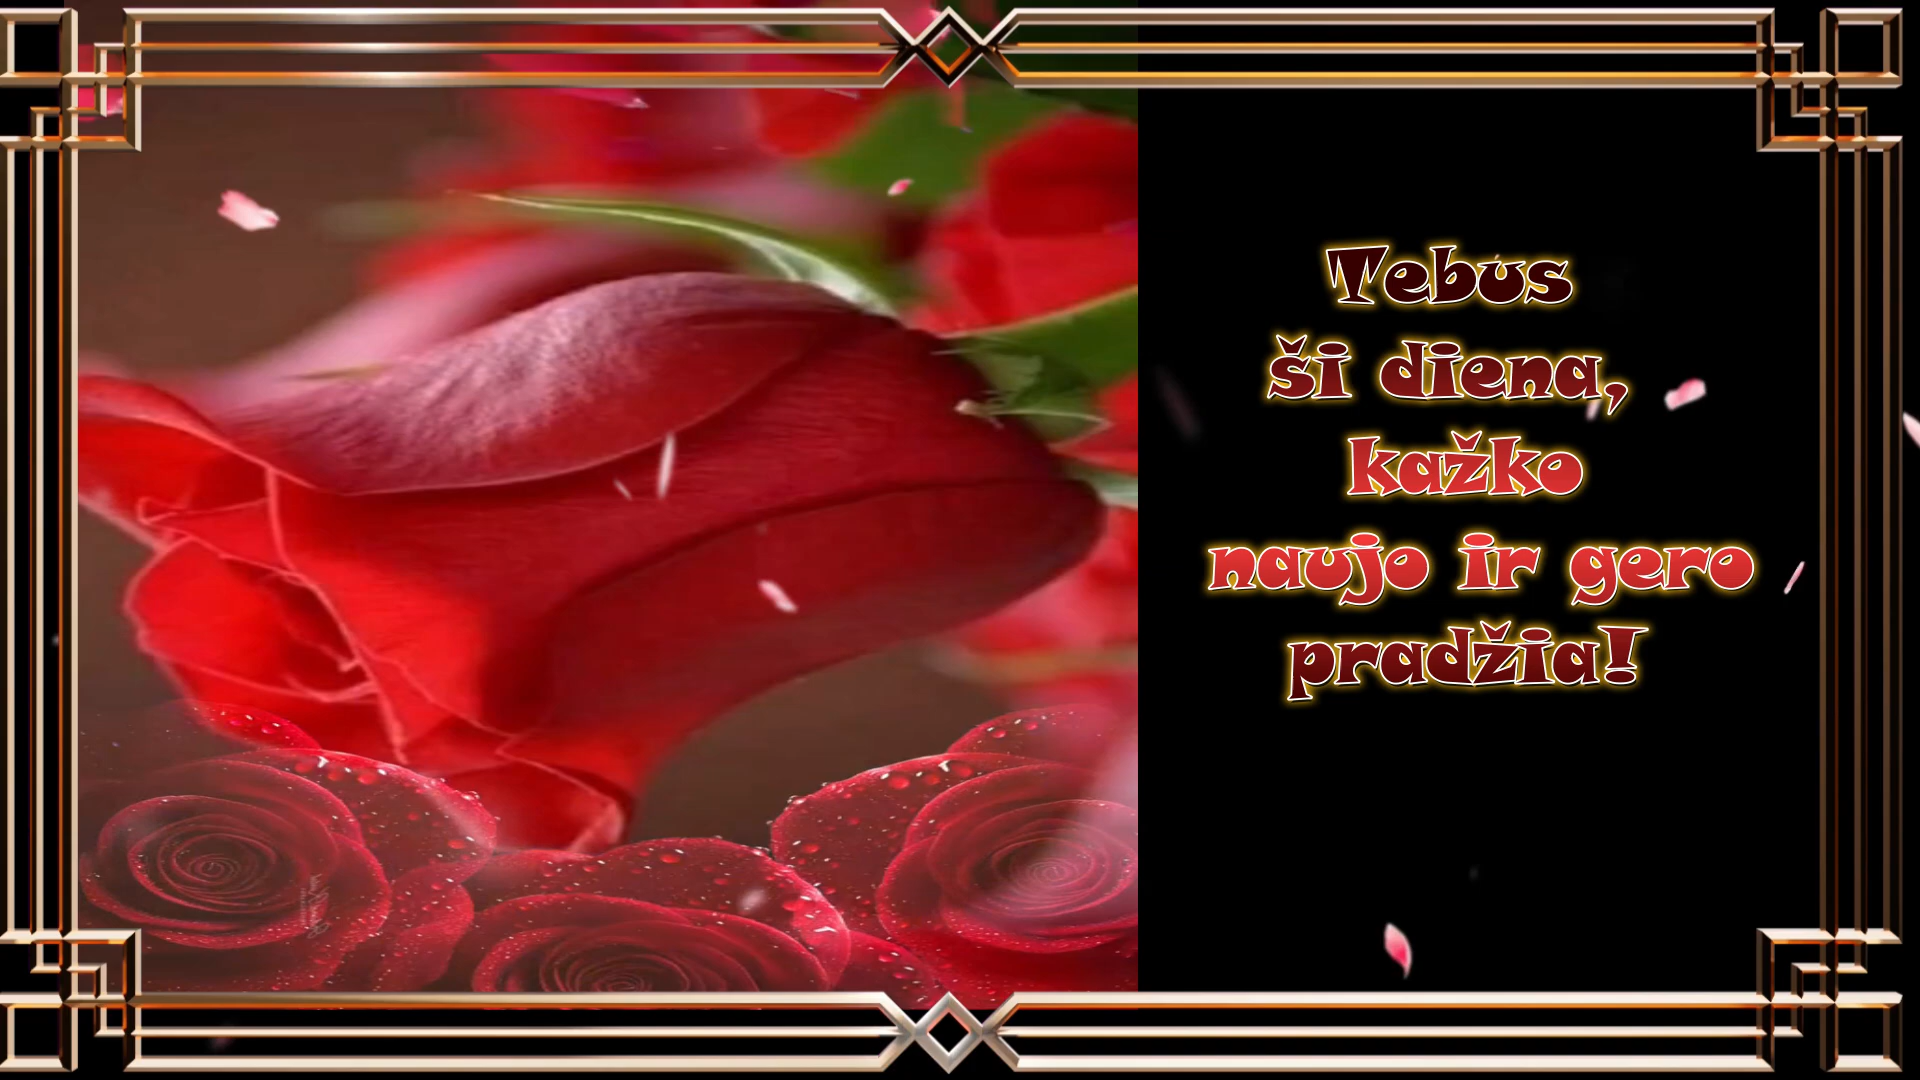 Tebus
ši diena,
kažko
naujo ir gero
pradžia!